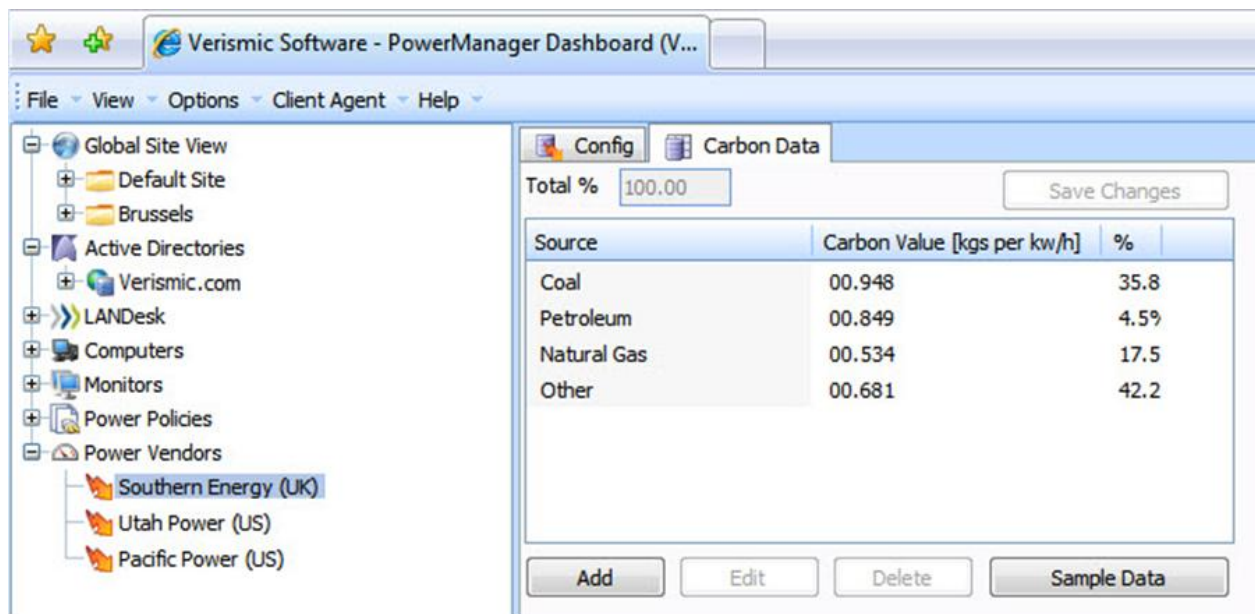 Verismic Software - PowerManager Dashboard (V...
File View Options Client Agent Help
Global Site View
Default Site
Brussels
Active Directories
Verismic.com
LANDesk
Computers
Monitors
Power Policies
Power Vendors
Southern Energy (UK)
Utah Power (US)
Pacific Power (US)
Config Carbon Data
Total % 100.00 Save Changes
Source Carbon Value [kgs per kw/h] %
Coal 00.948 35.8
Petroleum 00.849 4.5%
Natural Gas 00.534 17.5
Other 00.681 42.2
Add Edit Delete Sample Data